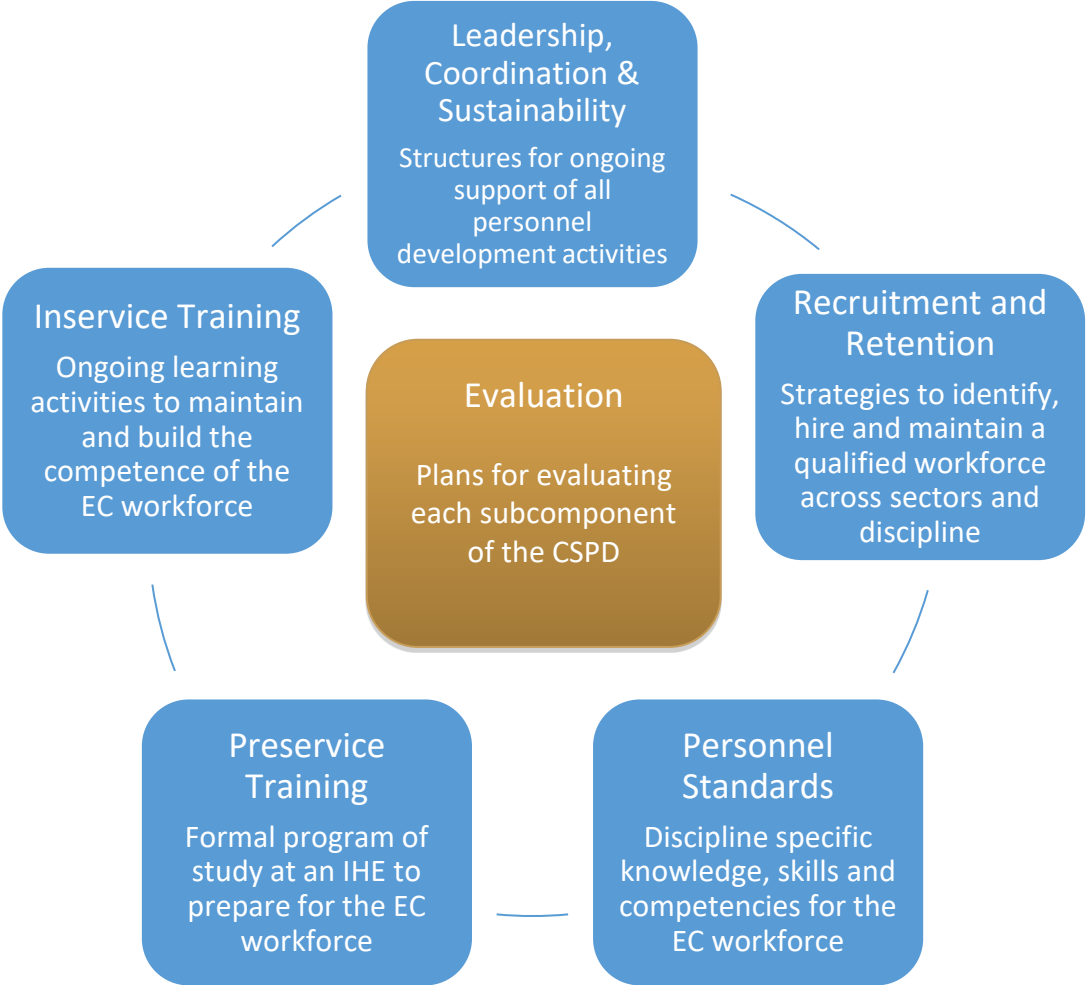 Leadership,
Coordination &
Sustainability
Structures for ongoing
support of all
personnel
development activities
Recruitment and
Retention
Strategies to identify,
hire and maintain a
qualified workforce
across sectors and
discipline
Personnel
Standards
Discipline specific
knowledge, skills and
competencies for the
EC workforce
Preservice
Training
Formal program of
study at an IHE to
prepare for the EC
workforce
Inservice Training
Ongoing learning
activities to maintain
and build the
competence of the
EC workforce
Evaluation
Plans for evaluating
each subcomponent
of the CSPD